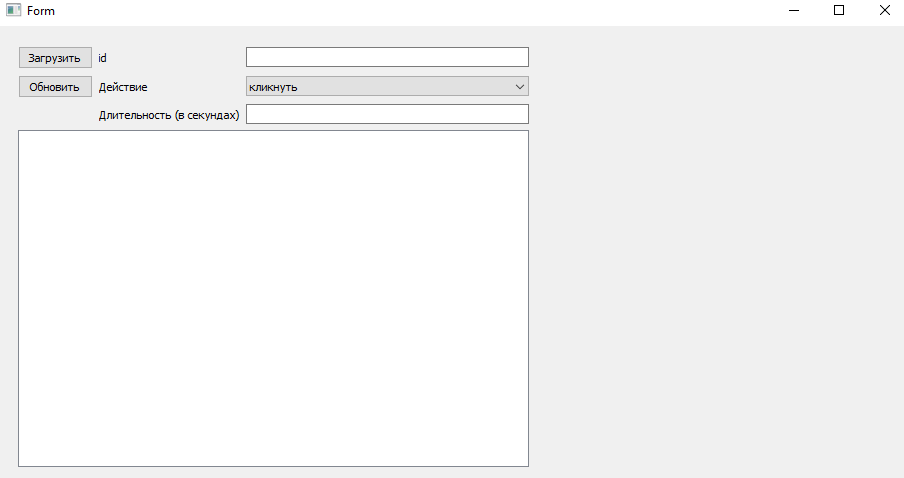 Form
Загрузить id
Обновить Действие кликнуть
Длительность (в секундах)